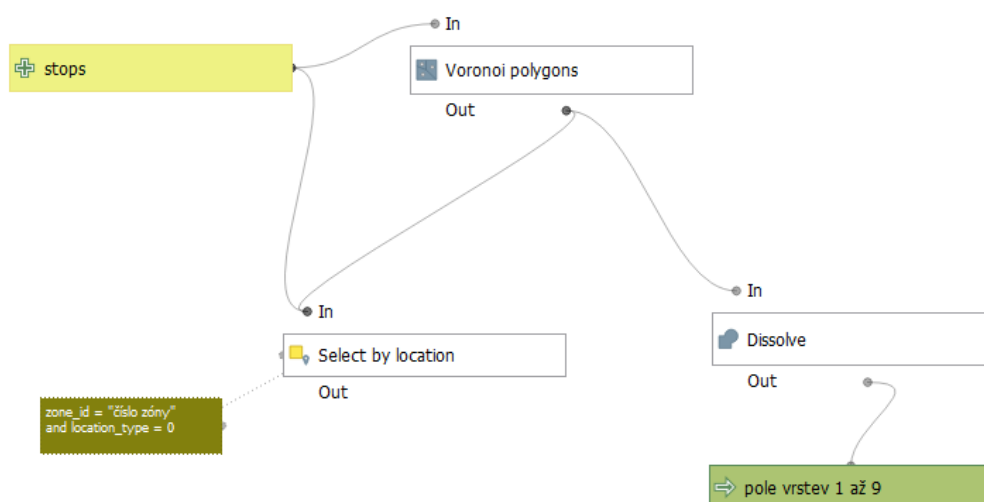 In
stops
Voronoi polygons
Out
In
In
Select by location
Dissolve
Out
Out
zone_id = "číslo zóny"
and location_type = 0
pole vrstev 1 až 9